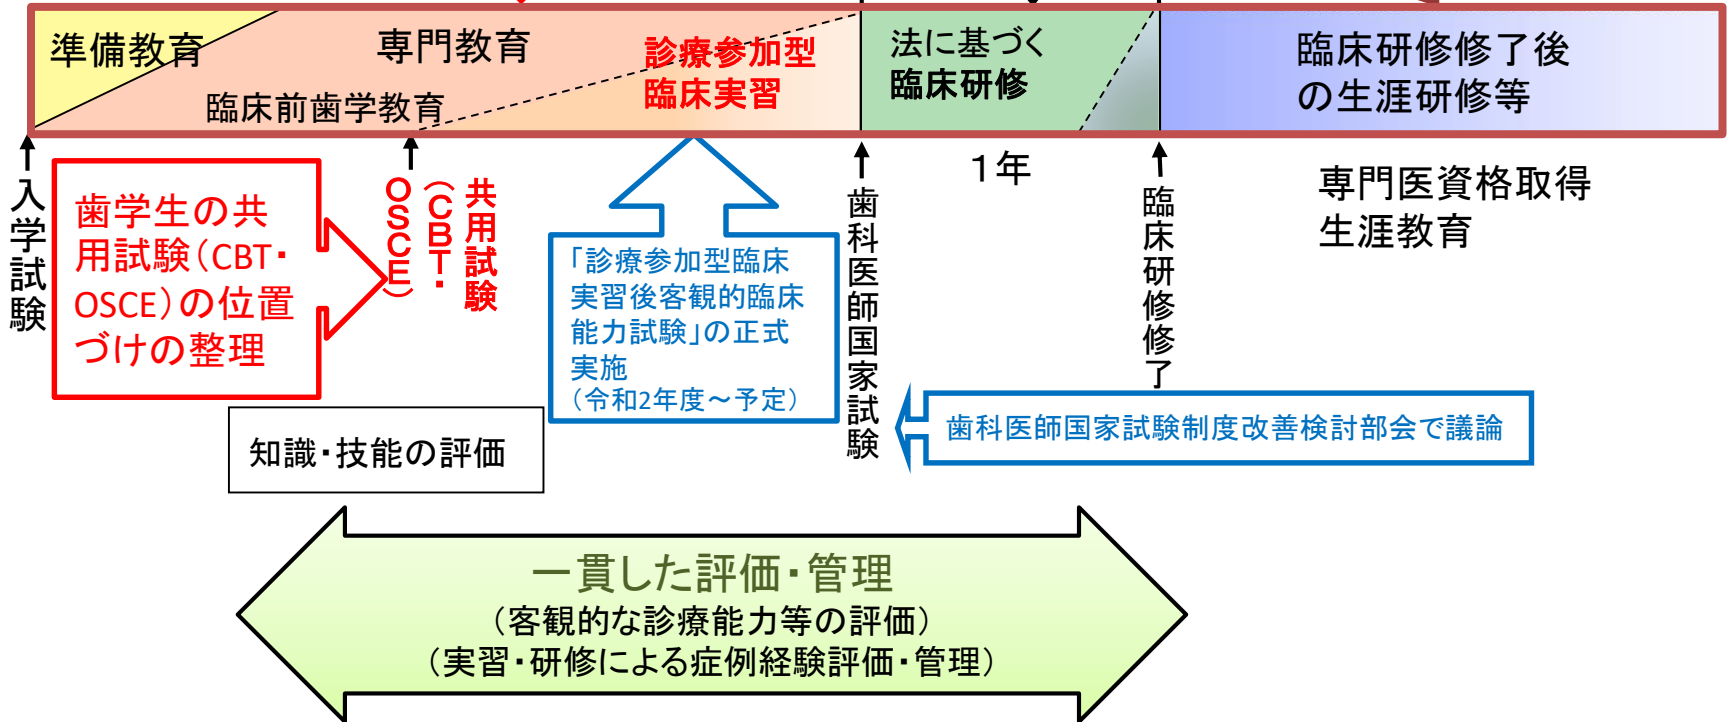 準備教育
専門教育
臨床前歯学教育
診療参加型
臨床実習
法に基づく
臨床研修
臨床研修修了後
の生涯研修等
入学試験
歯学生の共
用試験(CBT・
OSCE)の位置
づけの整理
共用試験
(CBT・
OSCE)
「診療参加型臨床
実習後客観的臨床
能力試験」の正式
実施
(令和2年度～予定)
歯科医師国家試験
1年
臨床研修修了
専門医資格取得
生涯教育
歯科医師国家試験制度改善検討部会で議論
知識・技能の評価
一貫した評価・管理
(客観的な診療能力等の評価)
(実習・研修による症例経験評価・管理)